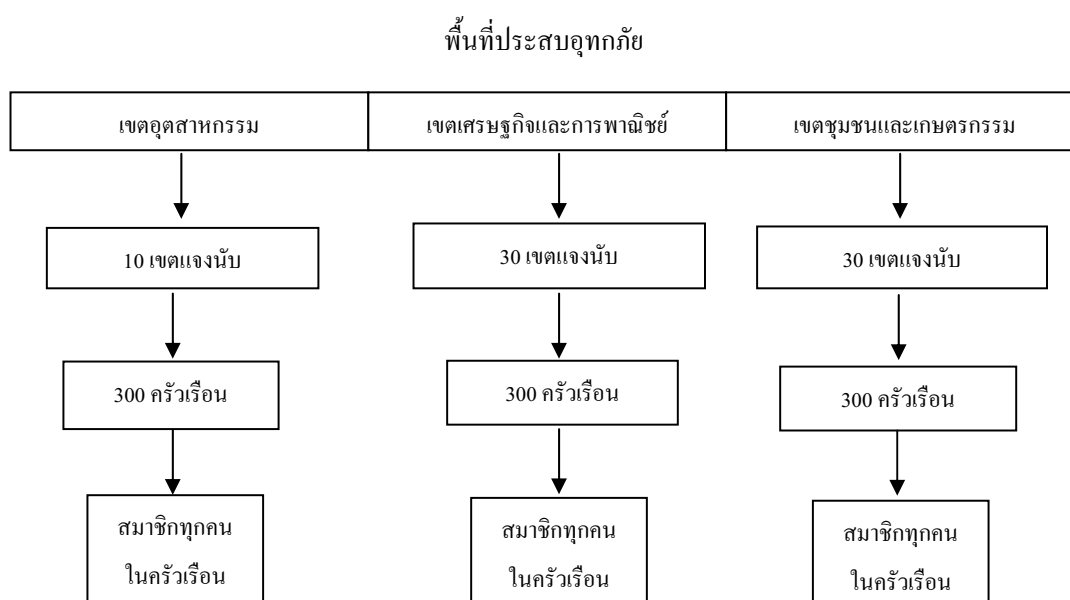 พื้นที่ประสบอุทกภัย
เขตอุตสาหกรรม เขตเศรษฐกิจและการพาณิชย์ เขตชุมชนและเกษตรกรรม
10 เขตแจงนับ 30 เขตแจงนับ 30 เขตแจงนับ
300 ครัวเรือน 300 ครัวเรือน 300 ครัวเรือน
สมาชิกทุกคน สมาชิกทุกคน สมาชิกทุกคน
ในครัวเรือน ในครัวเรือน ในครัวเรือน